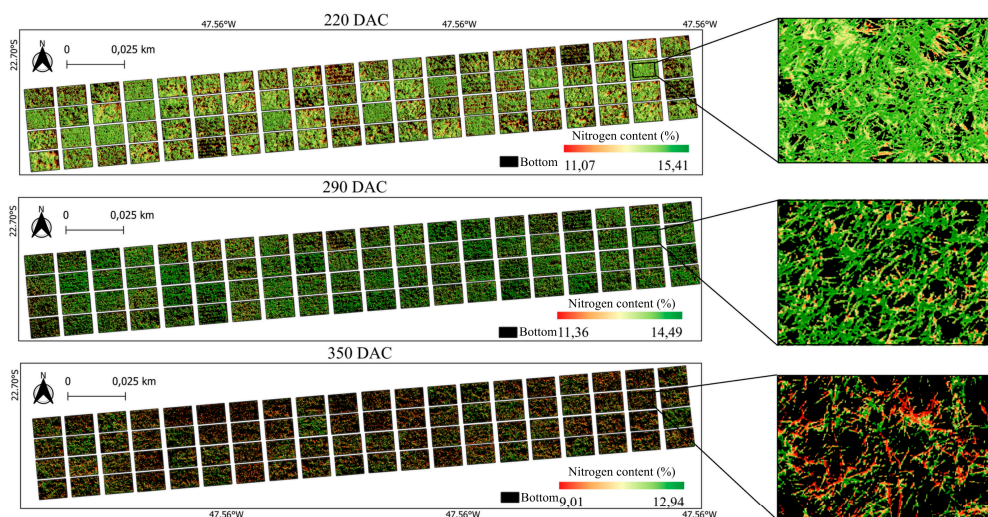 47.56°W 47.56°W 47.56°W
220 DAC
22.70°S
N
0 0,025 km
Nitrogen content (%)
Bottom
11,07 15,41
290 DAC
22.70°S
N
0 0,025 km
Nitrogen content (%)
Bottom 11,36 14,49
350 DAC
22.70°S
N
0 0,025 km
Nitrogen content (%)
Bottom
9,01 12,94
47.56°W 47.56°W 47.56°W